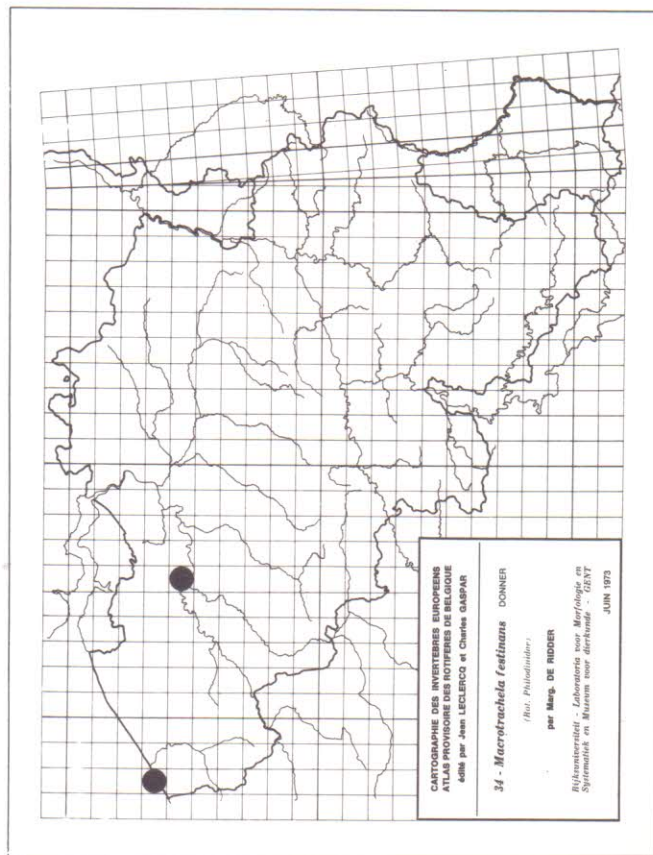 CARTOGRAPHIE DES INVERTEBRES EUROPEENS
ATLAS PROVISOIRE DES ROTIFERES DE BELGIQUE
édité par Jean LECLERCQ et Charles GASPAR
34 - Macrotrachela festinans DONNER
(Rot. Philodinidae)
par Marg. DE RIDDER
Rijksuniversiteit - Laboratoria voor Morfologie en
Systematiek en Museum voor dierkunde - GENT
JUIN 1973